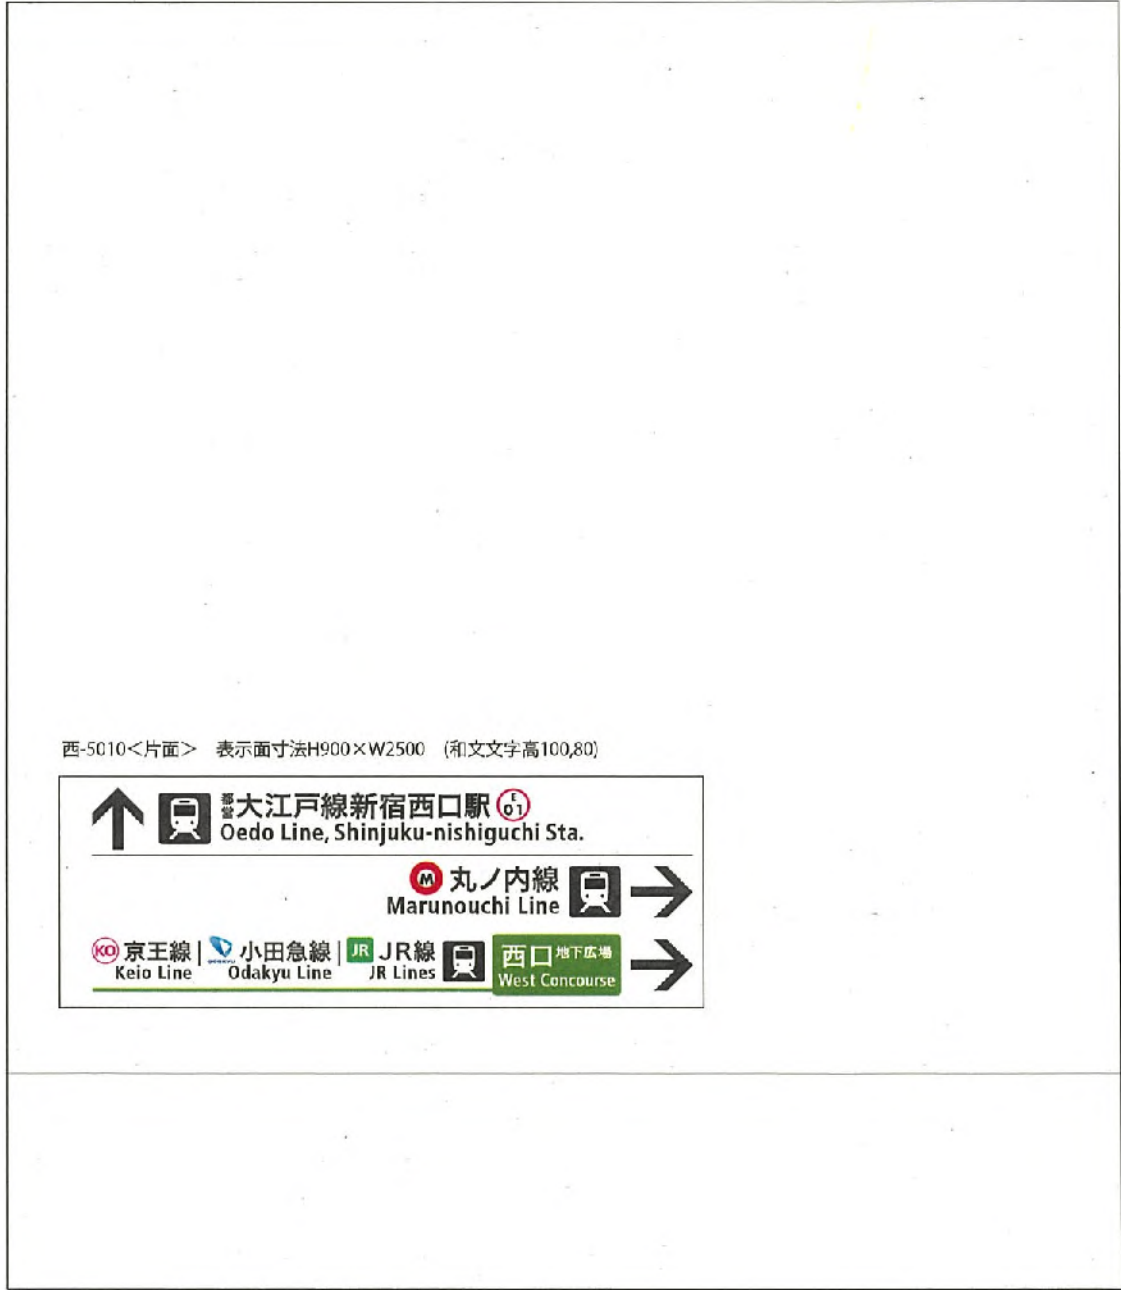 西-5010＜片面＞　表示面寸法H900×W2500　(和文文字高100,80)
都営大江戸線新宿西口駅 E 01
Oedo Line, Shinjuku-nishiguchi Sta.
M 丸ノ内線
Marunouchi Line
KO 京王線 | 小田急線 | JR JR線 西口 地下広場
Keio Line Odakyu Line JR Lines West Concourse